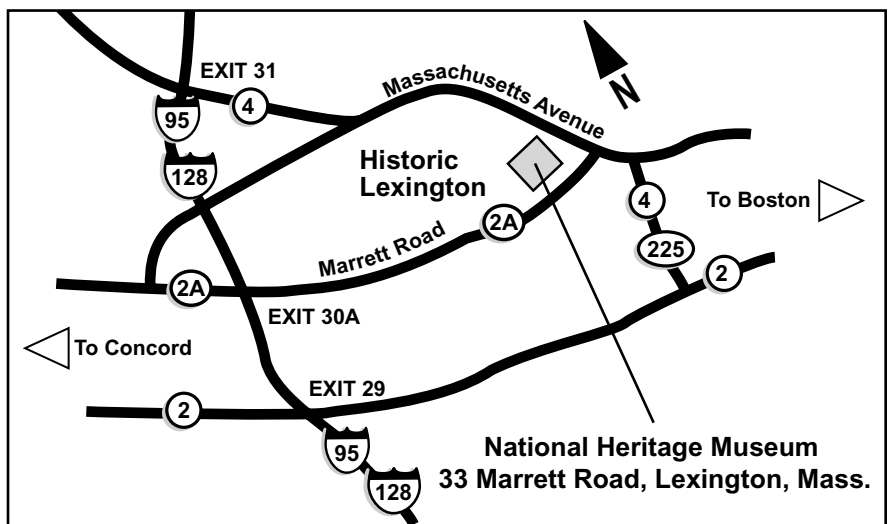 EXIT 31
Massachusetts Avenue
N
95
4
128
Historic
Lexington
4
To Boston
2A
Marrett Road
225
2
2A
EXIT 30A
To Concord
EXIT 29
2
95
National Heritage Museum
33 Marrett Road, Lexington, Mass.
128